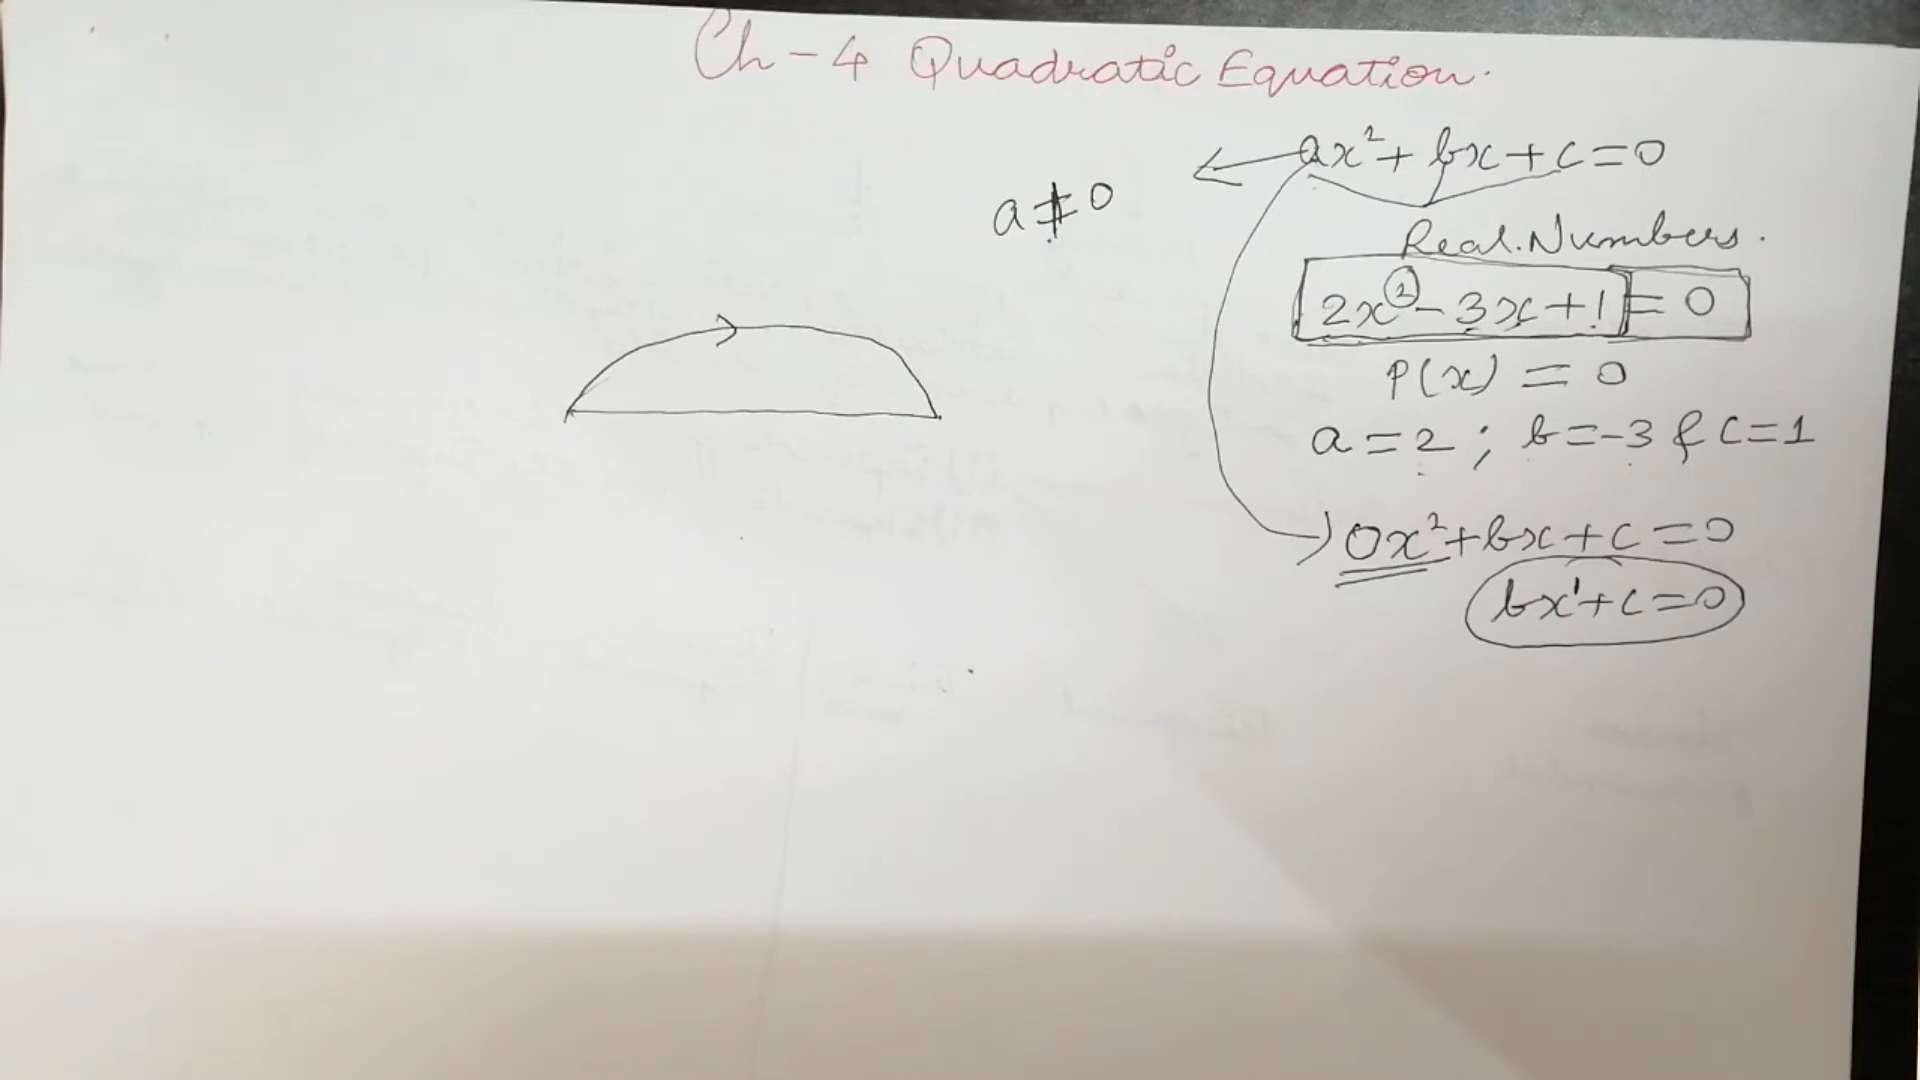 Ch - 4 Quadratic Equation.
ax²+ bx + c = 0
a ≠ 0
Real Numbers.
2x² - 3x + 1 = 0
P(x) = 0
a = 2 ; b = -3 & c = 1
0x² + bx + c = 0
bx¹ + c = 0